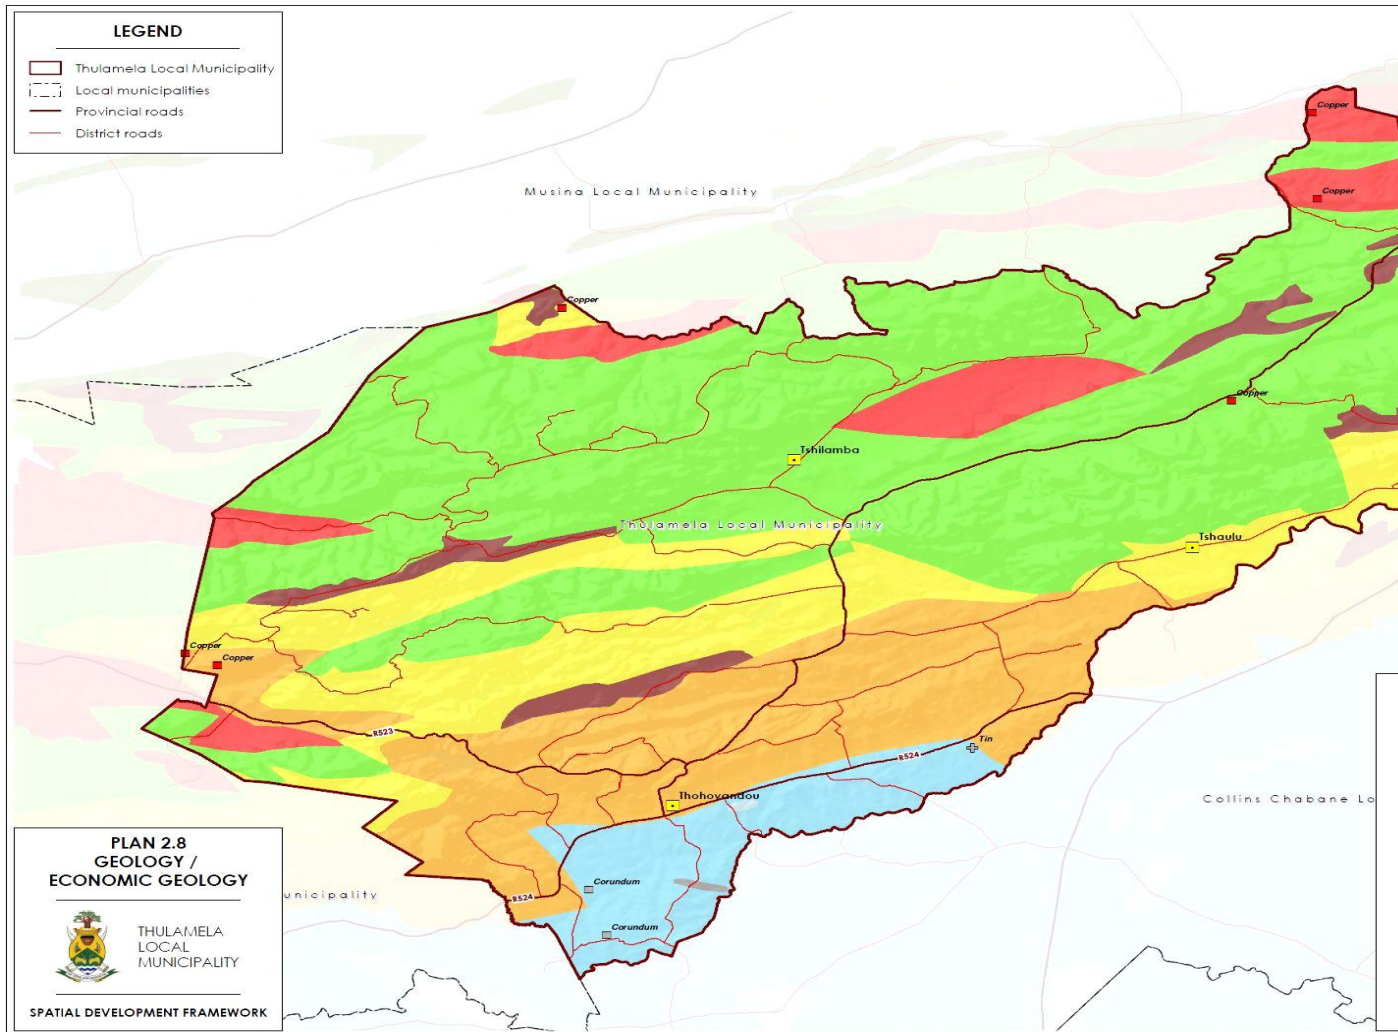 LEGEND
Thulamela Local Municipality
Local municipalities
Provincial roads
District roads
Copper
Musina Local Municipality
Copper
Copper
Copper
Tshilamba
Thulamela Local Municipality
Tshaulu
Copper
Copper
R523
Tin
R524
Thohoyandou
Collins Chabane Lo
Corundum
unicipality
R524
Corundum
PLAN 2.8
GEOLOGY /
ECONOMIC GEOLOGY
THULAMELA
LOCAL
MUNICIPALITY
SPATIAL DEVELOPMENT FRAMEWORK